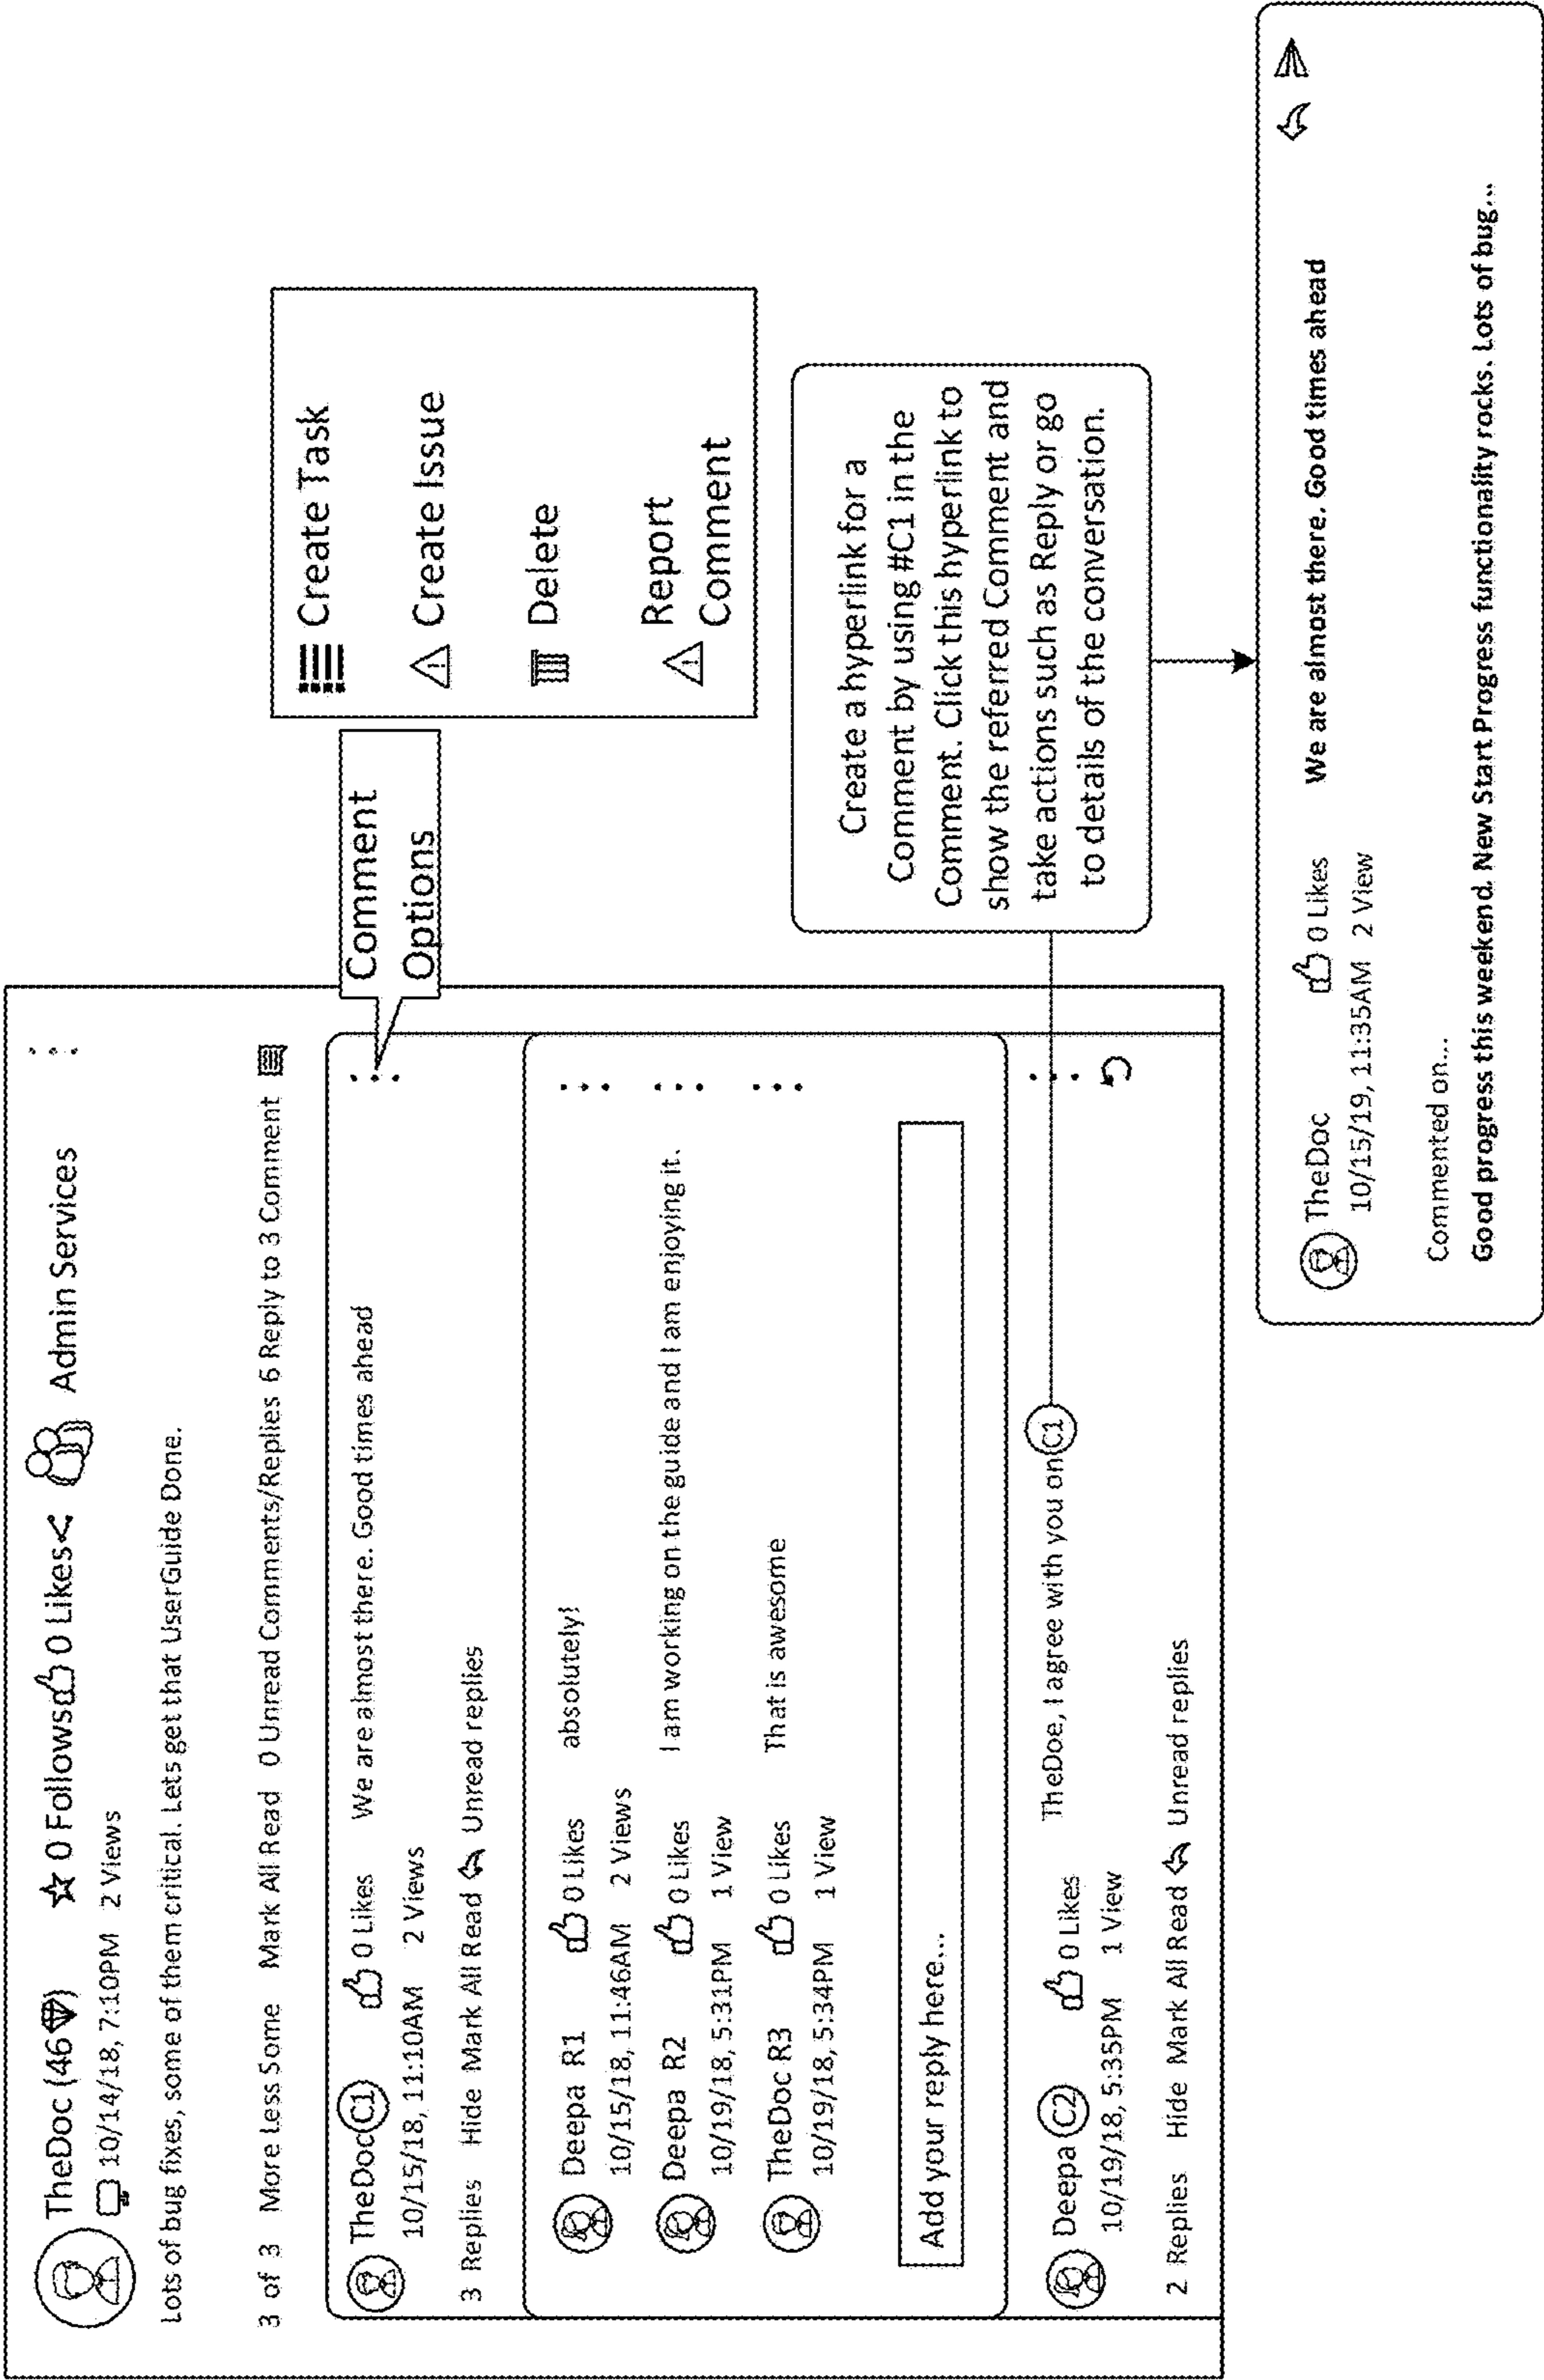 TheDoc (46) 0 Follows 0 Likes Admin Services
10/14/18, 7:10PM 2 Views
Lots of bug fixes, some of them critical. Lets get that UserGuide Done.
3 of 3 More Less Some Mark All Read 0 Unread Comments/Replies 6 Reply to 3 Comment
TheDoc C1 0 Likes We are almost there. Good times ahead
10/15/18, 11:10AM 2 Views
3 Replies Hide Mark All Read Unread replies
Deepa R1 0 Likes absolutely!
10/15/18, 11:46AM 2 Views
Deepa R2 0 Likes I am working on the guide and I am enjoying it.
10/19/18, 5:31PM 1 View
TheDoc R3 0 Likes That is awesome
10/19/18, 5:34PM 1 View
Add your reply here...
Deepa C2 0 Likes TheDoe, I agree with you on C1
10/19/18, 5:35PM 1 View
2 Replies Hide Mark All Read Unread replies
Comment
Options
Create Task
Create Issue
Delete
Report
Comment
Create a hyperlink for a
Comment by using #C1 in the
Comment. Click this hyperlink to
show the referred Comment and
take actions such as Reply or go
to details of the conversation.
TheDoc 0 Likes We are almost there. Good times ahead
10/15/19, 11:35AM 2 View
Commented on...
Good progress this weekend. New Start Progress functionality rocks. Lots of bug...